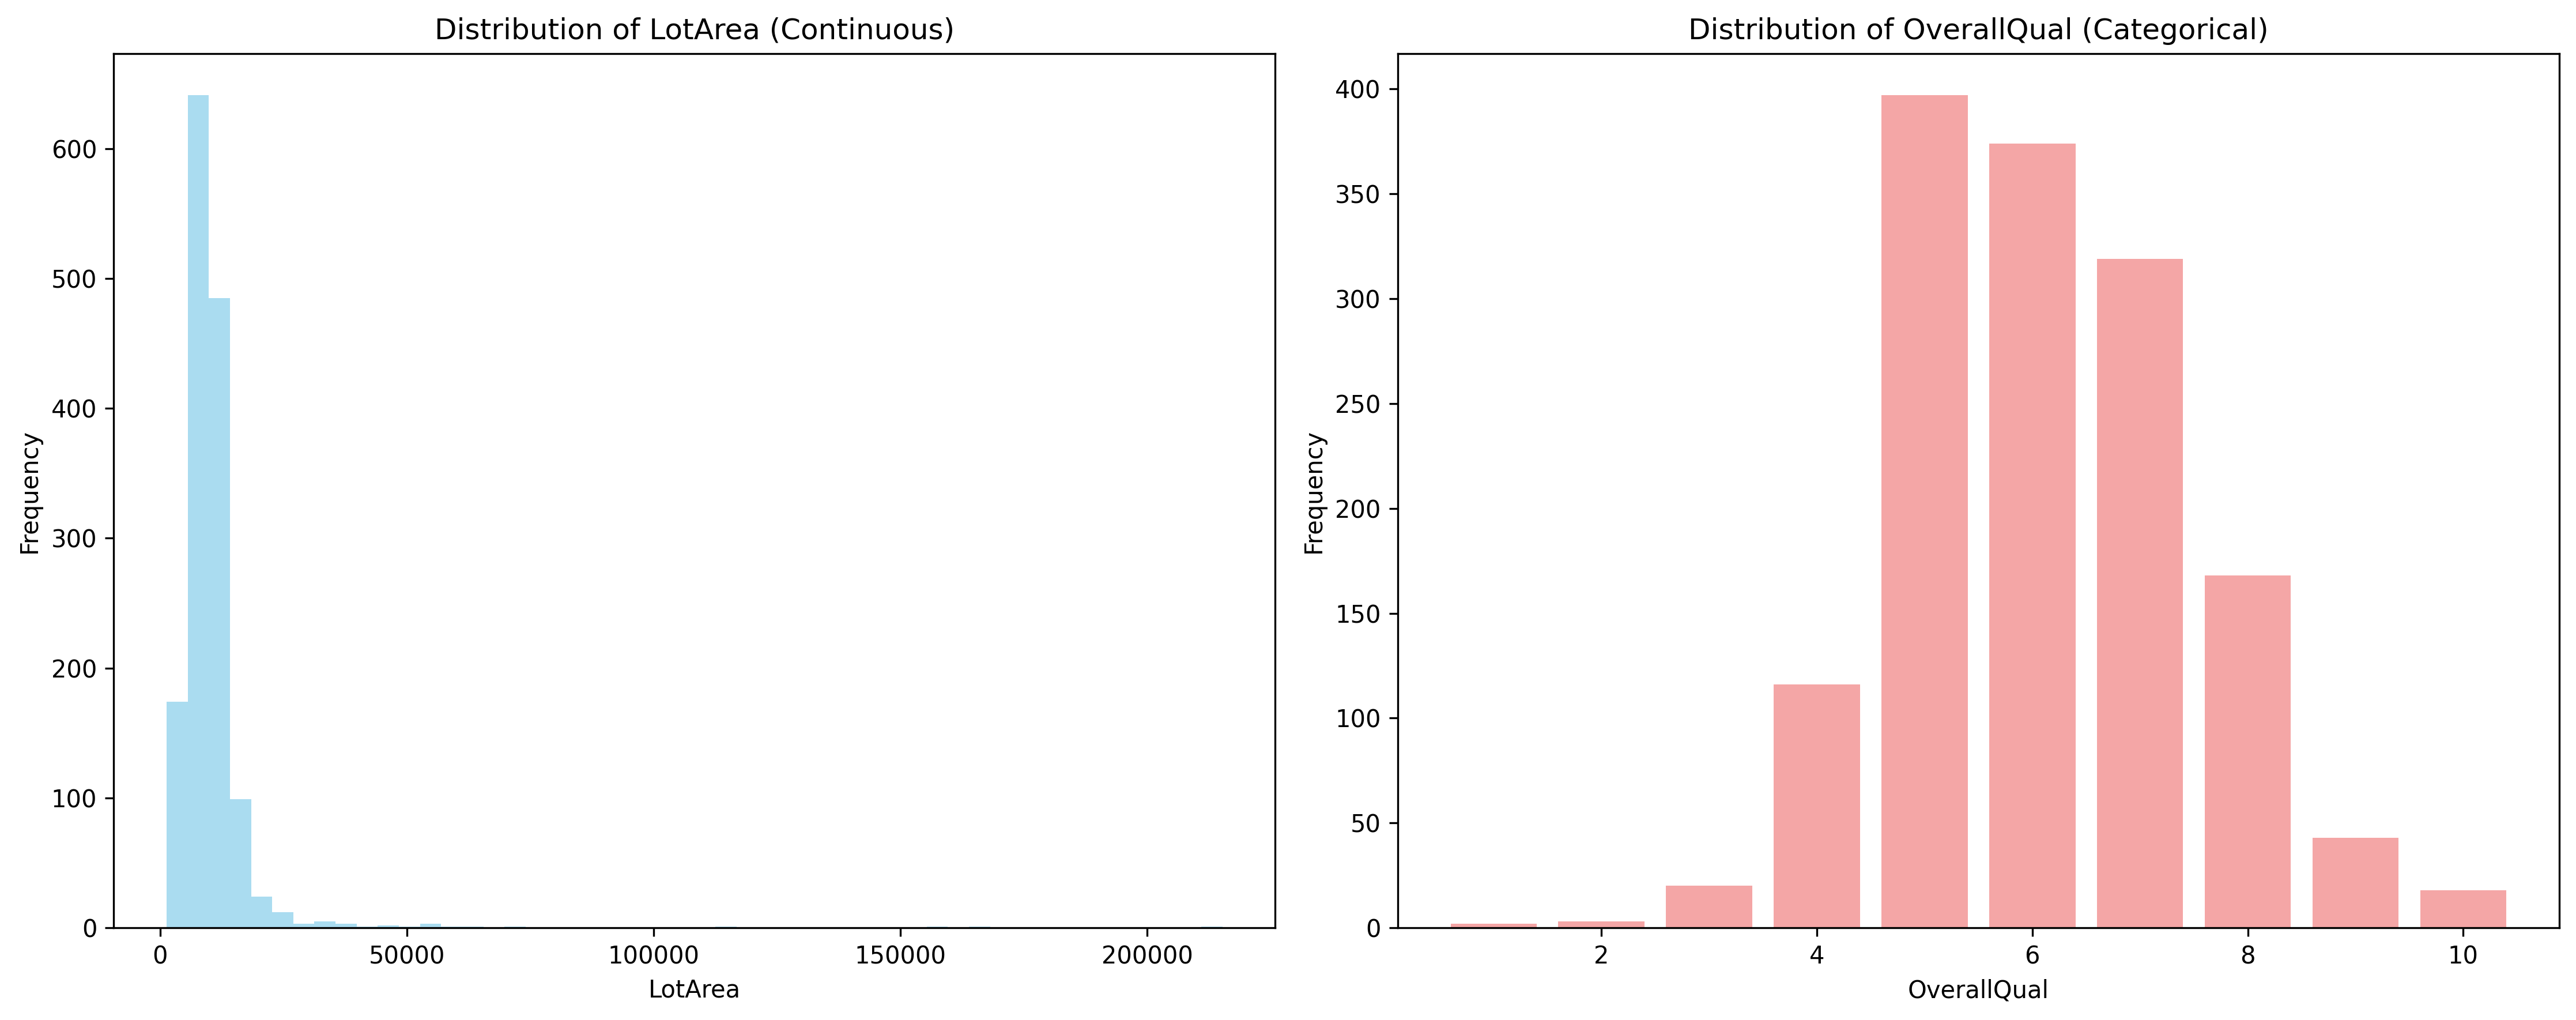 Distribution of LotArea (Continuous)
600
500
400
300
200
100
0
Frequency
0 50000 100000 150000 200000
LotArea
Distribution of OverallQual (Categorical)
400
350
300
250
200
150
100
50
0
Frequency
2 4 6 8 10
OverallQual